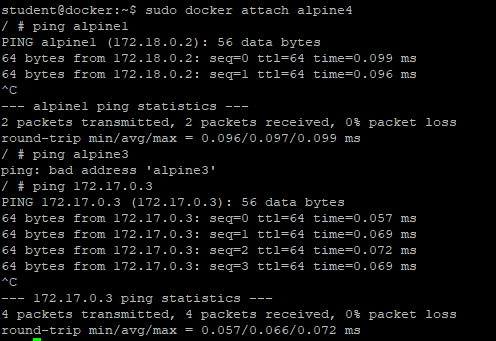 student@docker:~$ sudo docker attach alpine4
/ # ping alpine1
PING alpine1 (172.18.0.2): 56 data bytes
64 bytes from 172.18.0.2: seq=0 ttl=64 time=0.099 ms
64 bytes from 172.18.0.2: seq=1 ttl=64 time=0.096 ms
^C
--- alpine1 ping statistics ---
2 packets transmitted, 2 packets received, 0% packet loss
round-trip min/avg/max = 0.096/0.097/0.099 ms
/ # ping alpine3
ping: bad address 'alpine3'
/ # ping 172.17.0.3
PING 172.17.0.3 (172.17.0.3): 56 data bytes
64 bytes from 172.17.0.3: seq=0 ttl=64 time=0.057 ms
64 bytes from 172.17.0.3: seq=1 ttl=64 time=0.069 ms
64 bytes from 172.17.0.3: seq=2 ttl=64 time=0.072 ms
64 bytes from 172.17.0.3: seq=3 ttl=64 time=0.069 ms
^C
--- 172.17.0.3 ping statistics ---
4 packets transmitted, 4 packets received, 0% packet loss
round-trip min/avg/max = 0.057/0.066/0.072 ms